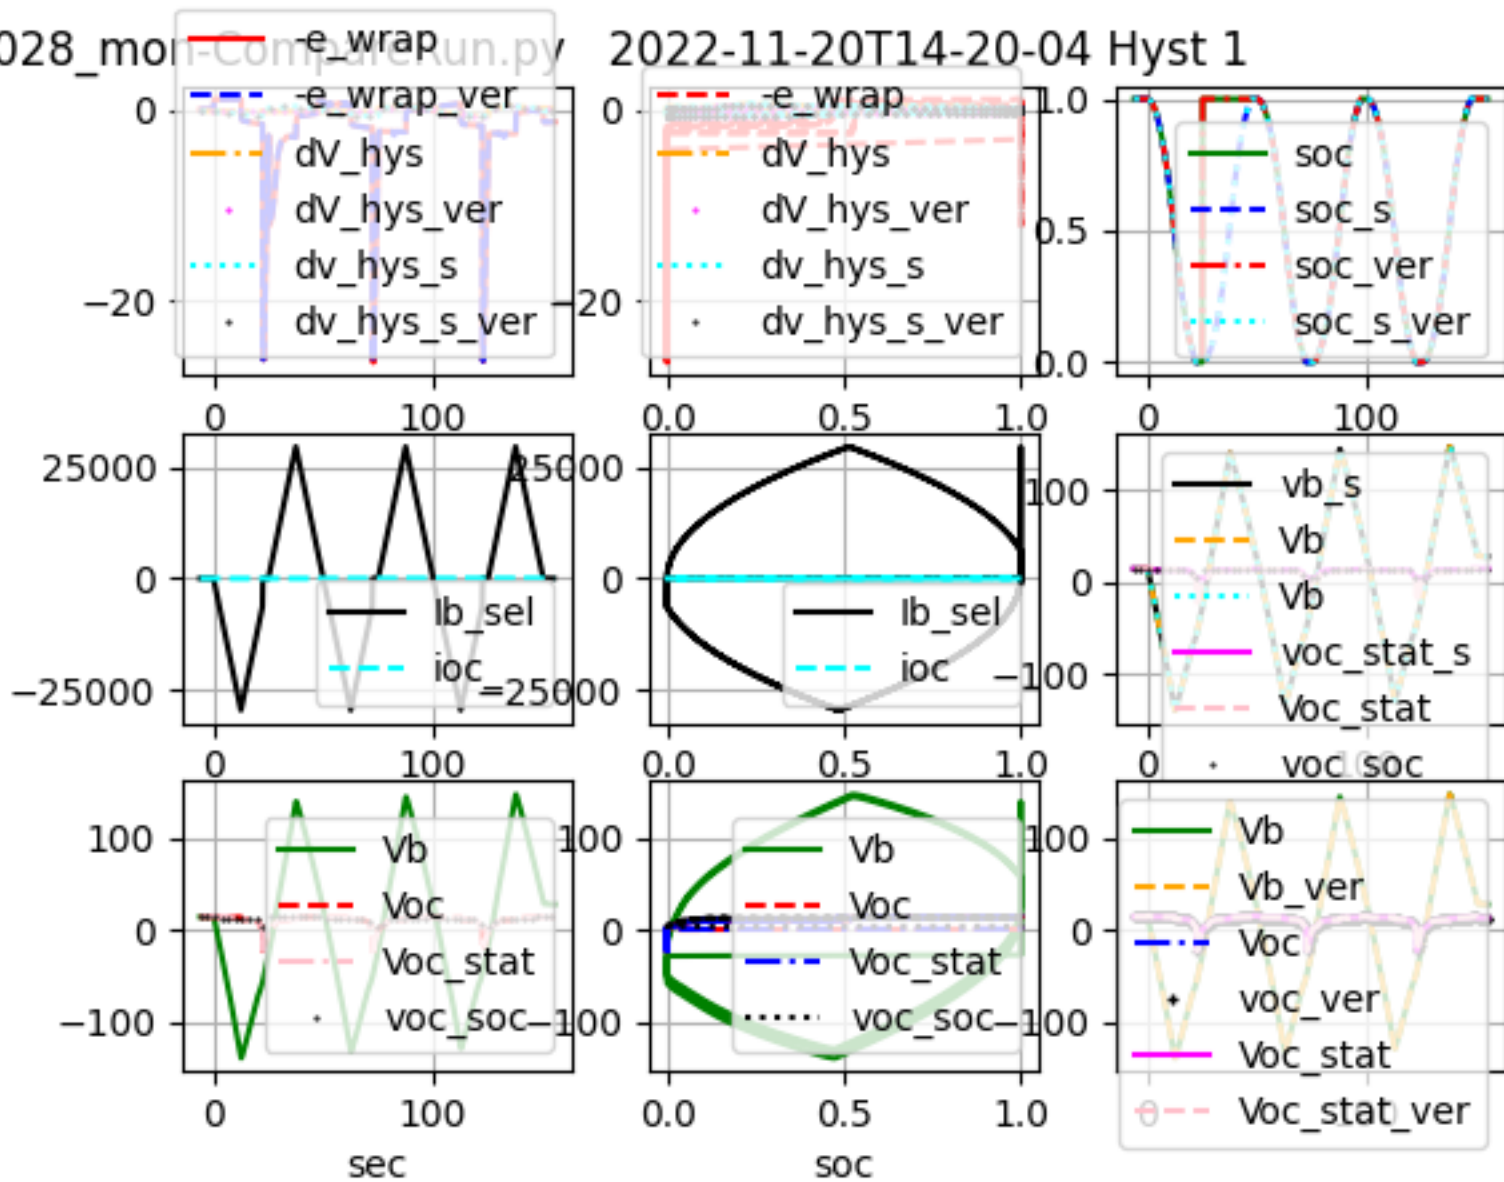 028_mon-CompareRun.py 2022-11-20T14-20-04 Hyst 1
-e_wrap
-e_wrap_ver
dV_hys
dV_hys_ver
dv_hys_s
dv_hys_s_ver
0
−20
0
100
-e_wrap
dV_hys
dV_hys_ver
dv_hys_s
dv_hys_s_ver
0
−20
0.0
0.5
1.0
soc
soc_s
soc_ver
soc_s_ver
1.0
0.5
0.0
0
100
25000
0
−25000
Ib_sel
ioc
0
100
25000
0
−25000
Ib_sel
ioc
0.0
0.5
1.0
100
0
−100
vb_s
Vb
Vb
voc_stat_s
Voc_stat
voc_soc
0
100
100
0
−100
Vb
Voc
Voc_stat
voc_soc
0
100
sec
100
0
−100
Vb
Voc
Voc_stat
voc_soc
0.0
0.5
1.0
soc
100
0
−100
Vb
Vb_ver
Voc
voc_ver
Voc_stat
Voc_stat_ver
0
100